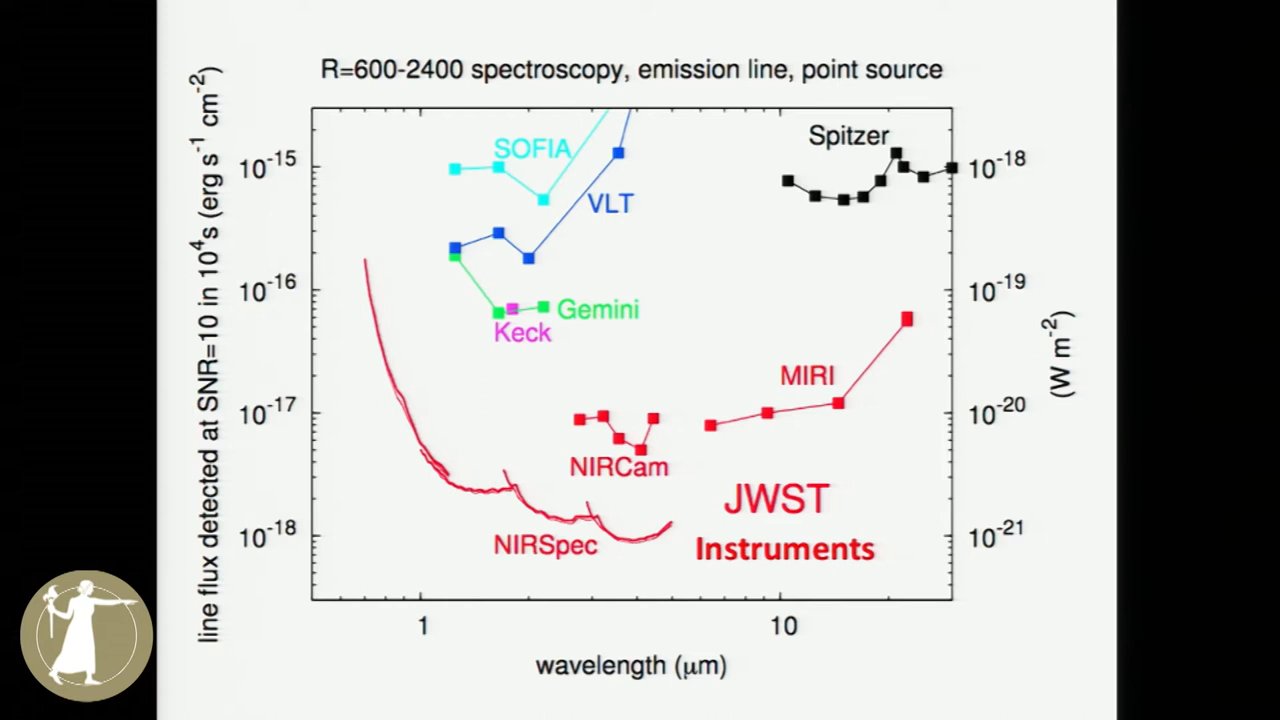 R=600-2400 spectroscopy, emission line, point source
line flux detected at SNR=10 in 10⁴s (erg s⁻¹ cm⁻²)
10⁻¹⁵
10⁻¹⁶
10⁻¹⁷
10⁻¹⁸
SOFIA
VLT
Gemini
Keck
Spitzer
MIRI
NIRCam
NIRSpec
JWST
Instruments
10⁻¹⁸
10⁻¹⁹
10⁻²⁰
10⁻²¹
(W m⁻²)
1
10
wavelength (μm)